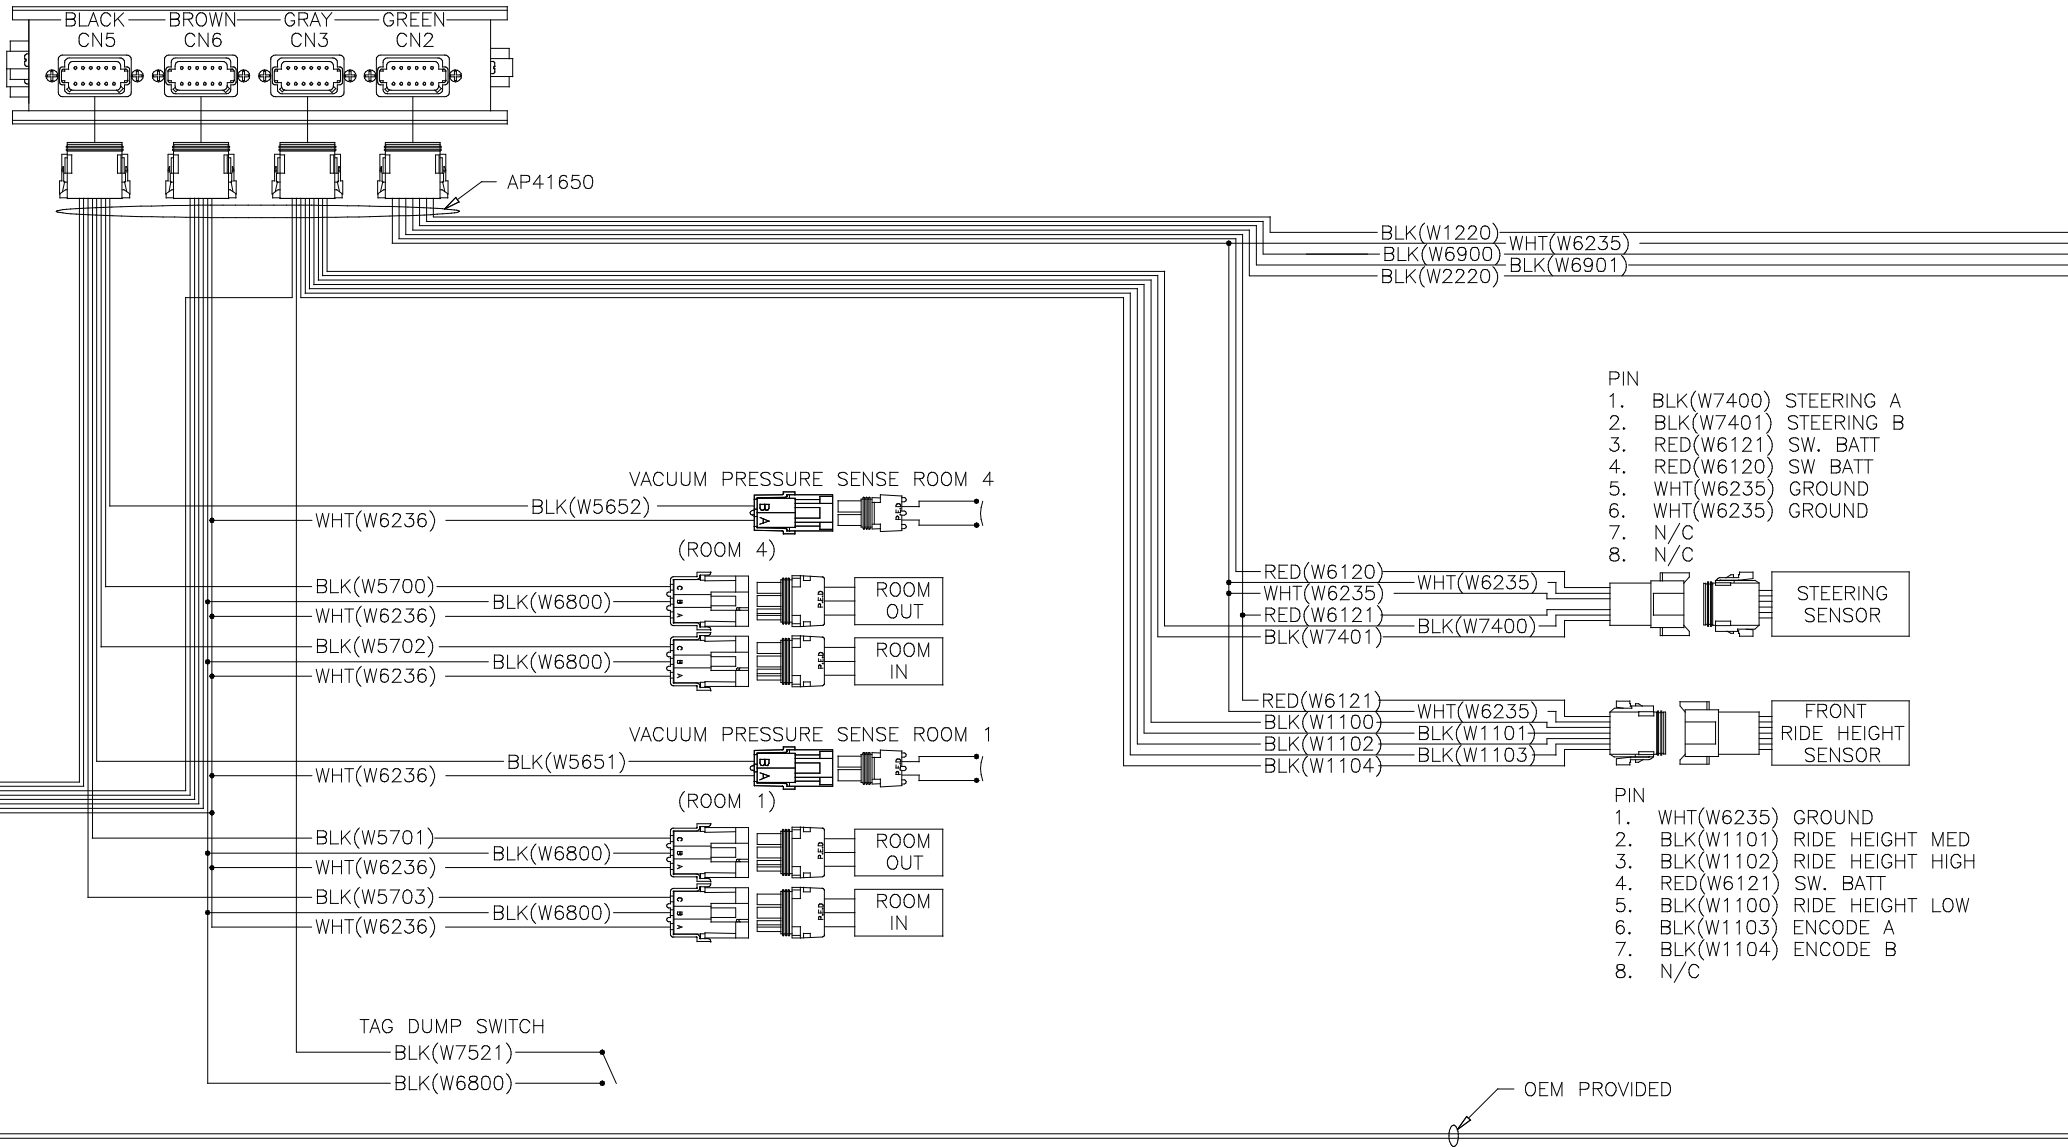 BLACK BROWN GRAY GREEN
CN5 CN6 CN3 CN2
AP41650
BLK(W1220)
WHT(W6235)
BLK(W6900)
BLK(W6901)
BLK(W2220)
VACUUM PRESSURE SENSE ROOM 4
BLK(W5652)
WHT(W6236)
B
A
P.E.D.
(ROOM 4)
BLK(W5700)
BLK(W6800)
WHT(W6236)
C
B
A
P.E.D.
ROOM
OUT
BLK(W5702)
BLK(W6800)
WHT(W6236)
C
B
A
P.E.D.
ROOM
IN
VACUUM PRESSURE SENSE ROOM 1
BLK(W5651)
WHT(W6236)
B
A
P.E.D.
(ROOM 1)
BLK(W5701)
BLK(W6800)
WHT(W6236)
C
B
A
P.E.D.
ROOM
OUT
BLK(W5703)
BLK(W6800)
WHT(W6236)
C
B
A
P.E.D.
ROOM
IN
TAG DUMP SWITCH
BLK(W7521)
BLK(W6800)
PIN
1. BLK(W7400) STEERING A
2. BLK(W7401) STEERING B
3. RED(W6121) SW. BATT
4. RED(W6120) SW BATT
5. WHT(W6235) GROUND
6. WHT(W6235) GROUND
7. N/C
8. N/C
RED(W6120)
WHT(W6235)
WHT(W6235)
RED(W6121)
BLK(W7400)
BLK(W7401)
STEERING
SENSOR
RED(W6121)
WHT(W6235)
BLK(W1100)
BLK(W1101)
BLK(W1102)
BLK(W1103)
BLK(W1104)
FRONT
RIDE HEIGHT
SENSOR
PIN
1. WHT(W6235) GROUND
2. BLK(W1101) RIDE HEIGHT MED
3. BLK(W1102) RIDE HEIGHT HIGH
4. RED(W6121) SW. BATT
5. BLK(W1100) RIDE HEIGHT LOW
6. BLK(W1103) ENCODE A
7. BLK(W1104) ENCODE B
8. N/C
OEM PROVIDED